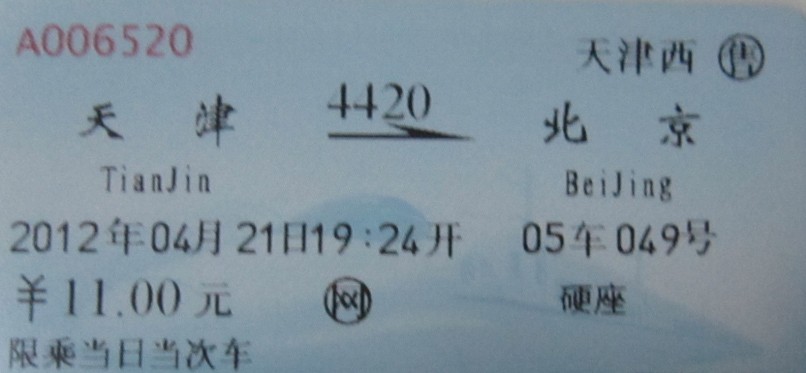 A006520 天津西 售
天津 4420 北京
TianJin BeiJing
2012年04月21日19:24开 05车049号
¥11.00元 网 硬座
限乘当日当次车